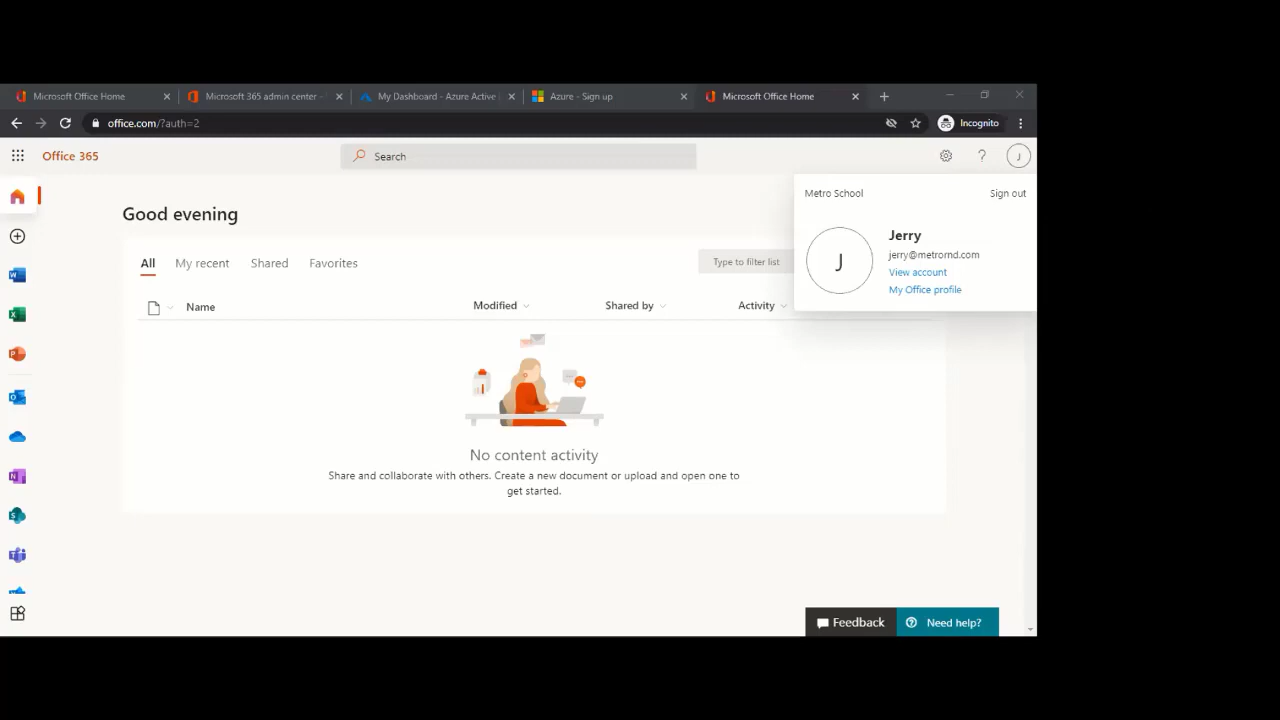 Microsoft Office Home
Microsoft 365 admin center -
My Dashboard - Azure Active
Azure - Sign up
Microsoft Office Home
office.com/?auth=2
Incognito
Office 365
Search
J
Metro School
Sign out
J
Jerry
jerry@metrornd.com
View account
My Office profile
Good evening
All
My recent
Shared
Favorites
Type to filter list
Name
Modified
Shared by
Activity
No content activity
Share and collaborate with others. Create a new document or upload and open one to
get started.
Feedback
Need help?